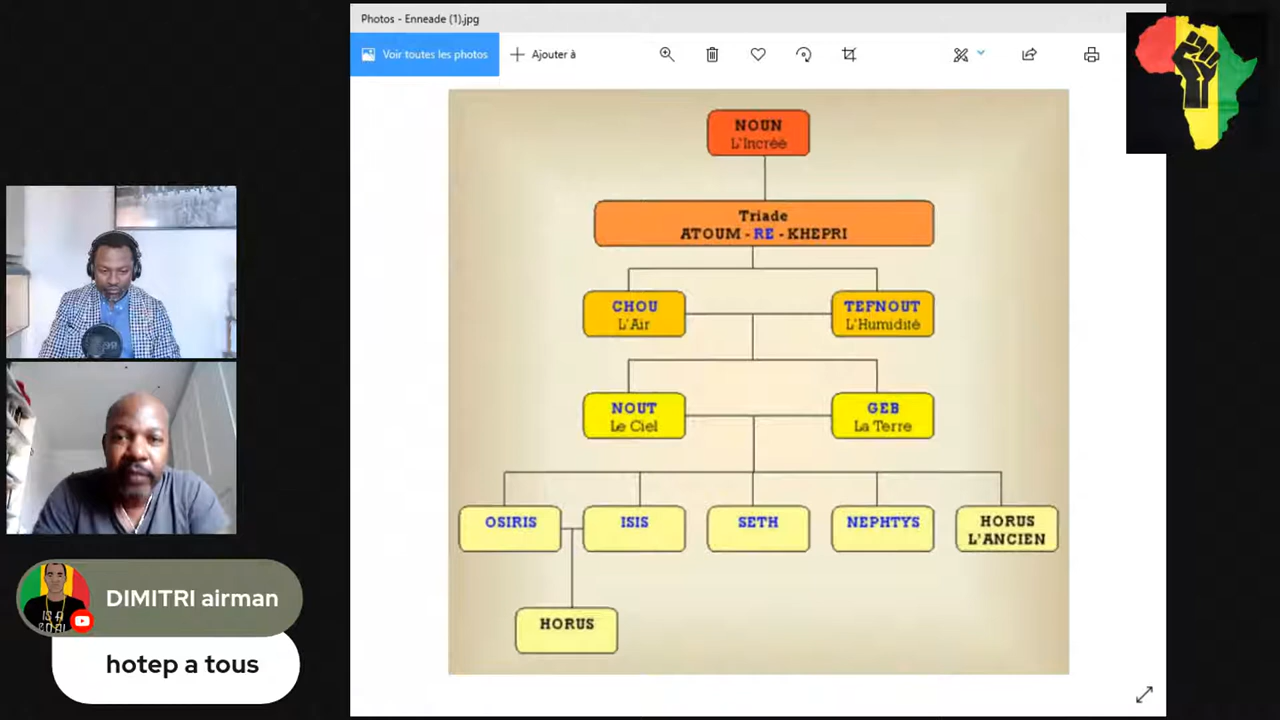 Photos - Enneade (1).jpg
Voir toutes les photos
Ajouter à
NOUN
L'Incréé
Triade
ATOUM - RE - KHEPRI
CHOU
L'Air
TEFNOUT
L'Humidité
NOUT
Le Ciel
GEB
La Terre
OSIRIS
ISIS
SETH
NEPHTYS
HORUS
L'ANCIEN
HORUS
DIMITRI airman
hotep a tous